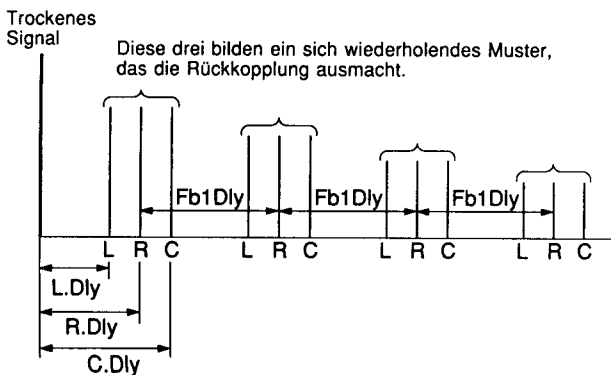 Trockenes
Signal
Diese drei bilden ein sich wiederholendes Muster,
das die Rückkopplung ausmacht.
Fb1Dly Fb1Dly Fb1Dly
L R C L R C L R C L R C
L.Dly
R.Dly
C.Dly